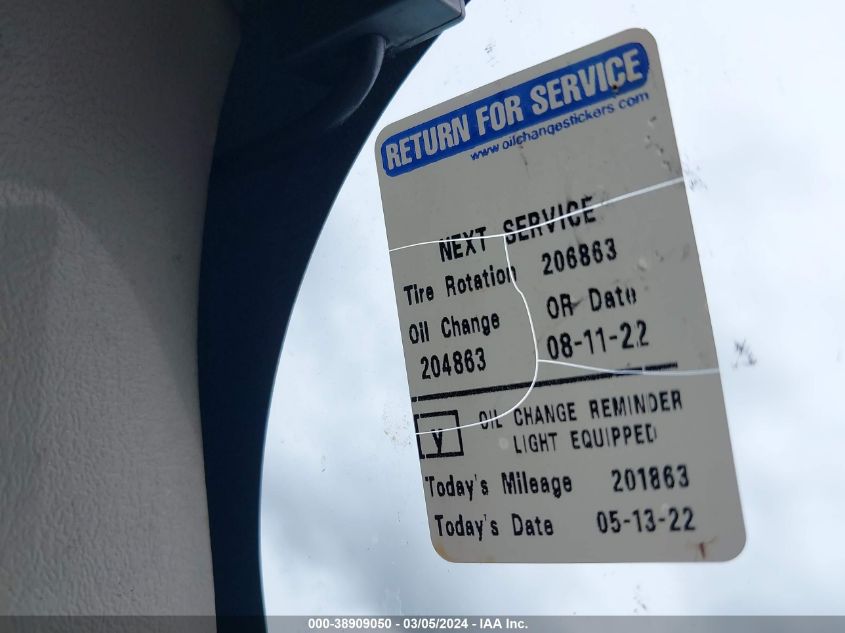 RETURN FOR SERVICE
www.oilchangestickers.com
NEXT SERVICE
Tire Rotation 206863
Oil Change OR Date
204863 08-11-22
y OIL CHANGE REMINDER
LIGHT EQUIPPED
Today's Mileage 201863
Today's Date 05-13-22
000-38909050 - 03/05/2024 - IAA Inc.